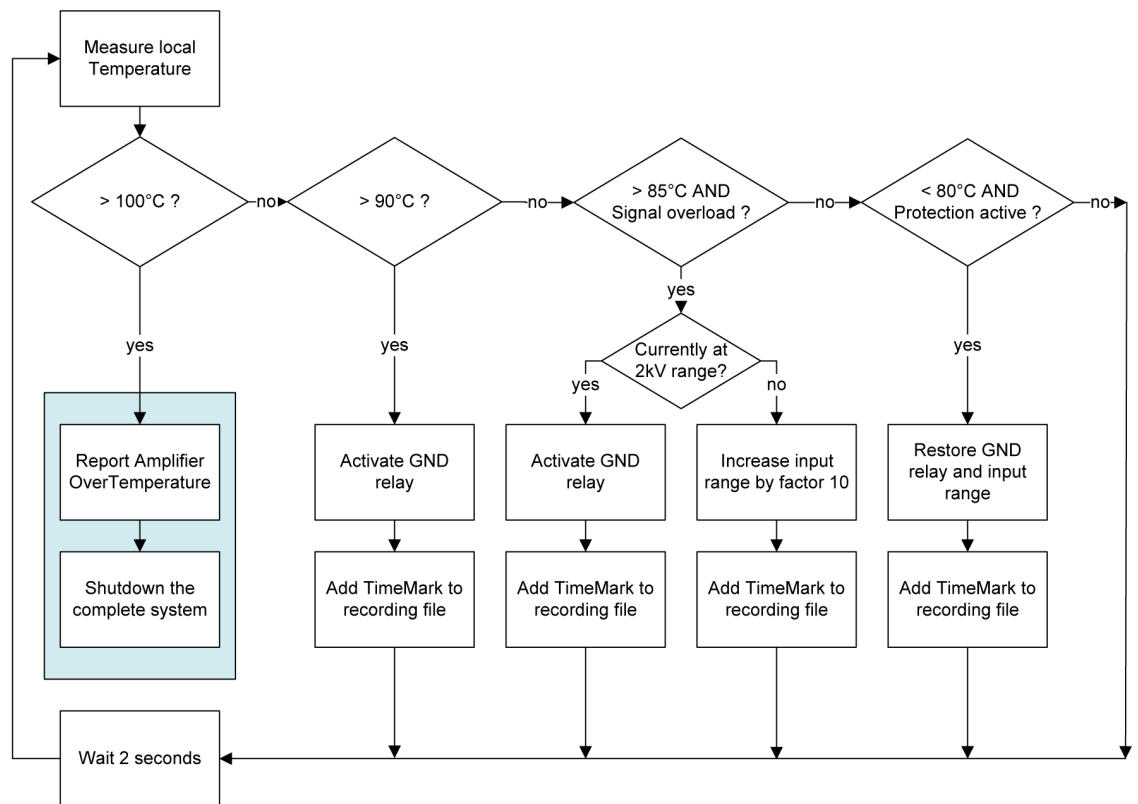 Measure local
Temperature
> 100°C ?
no
> 90°C ?
no
> 85°C AND
Signal overload ?
no
< 80°C AND
Protection active ?
no
yes
yes
yes
Currently at
2kV range?
yes
no
yes
Report Amplifier
OverTemperature
Activate GND
relay
Activate GND
relay
Increase input
range by factor 10
Restore GND
relay and input
range
Shutdown the
complete system
Add TimeMark to
recording file
Add TimeMark to
recording file
Add TimeMark to
recording file
Add TimeMark to
recording file
Wait 2 seconds